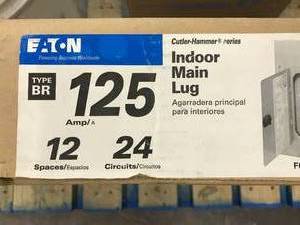 EATON
Powering Business Worldwide
Cutler-Hammer® series
TYPE
BR
125
Amp/A
12
Spaces/Espacios
24
Circuits/Circuitos
Indoor
Main
Lug
Agarradera principal
para interiores